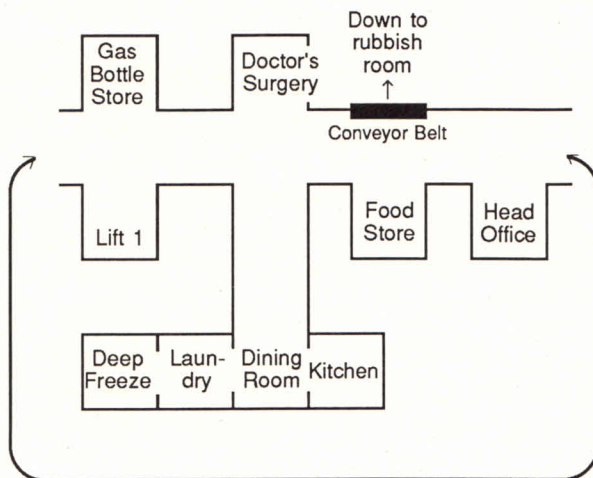 Gas
Bottle
Store
Doctor's
Surgery
Down to
rubbish
room
Conveyor Belt
Lift 1
Food
Store
Head
Office
Deep
Freeze
Laun-
dry
Dining
Room
Kitchen